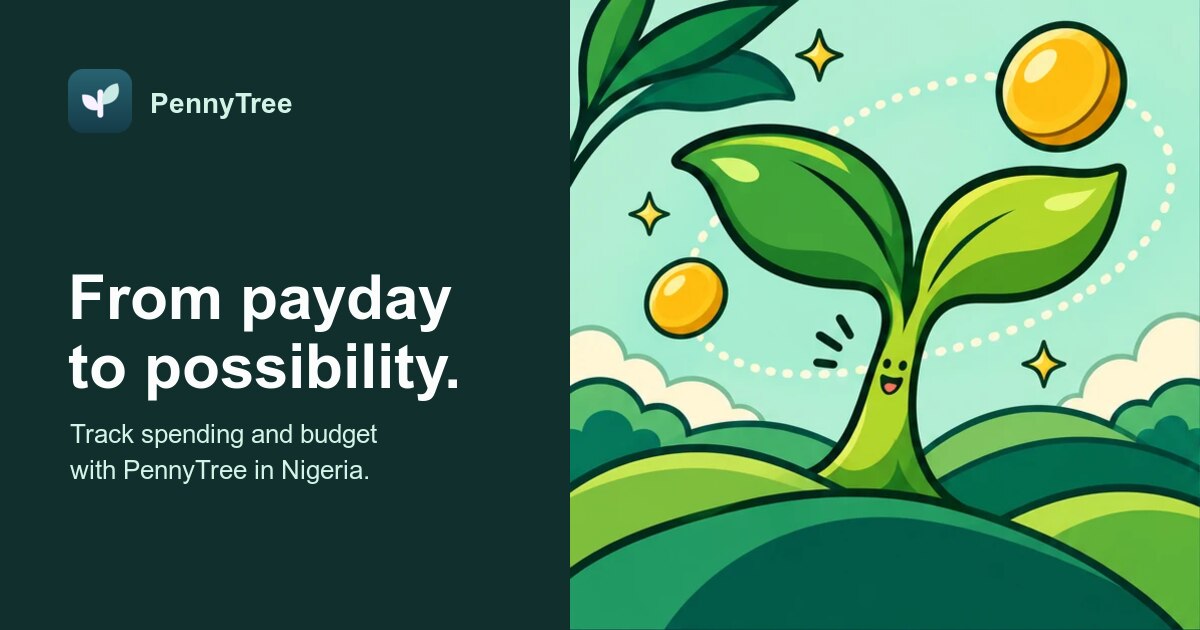 PennyTree
From payday
to possibility.
Track spending and budget
with PennyTree in Nigeria.